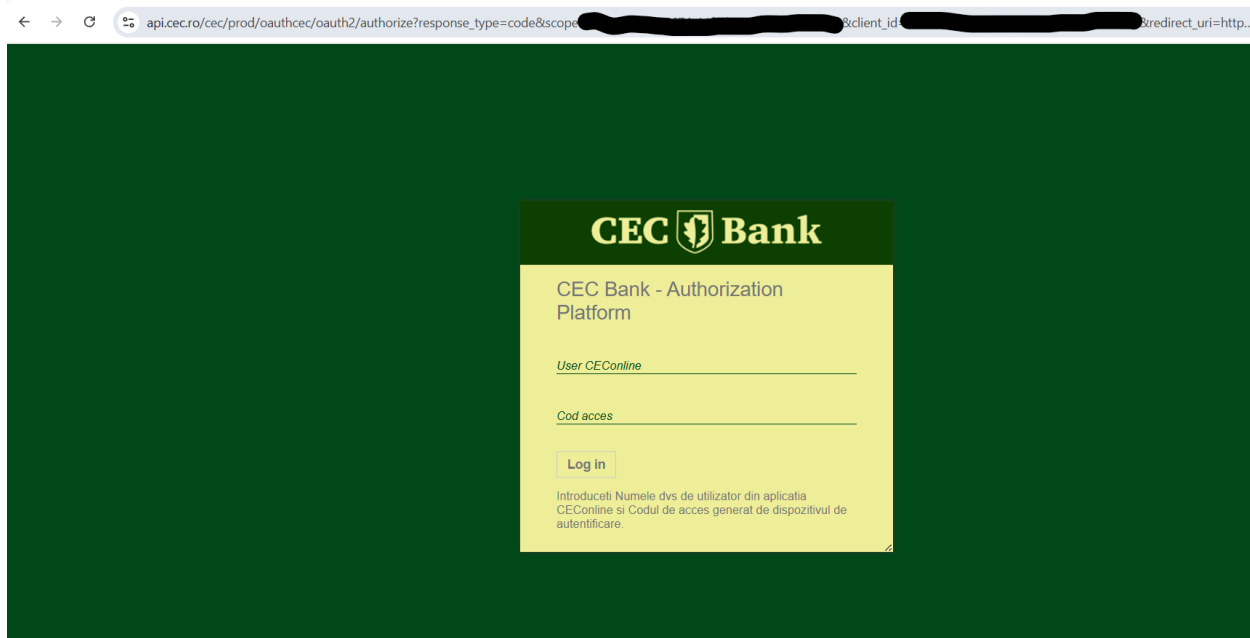 api.cec.ro/cec/prod/oauthcec/oauth2/authorize?response_type=code&scope &client_id= &redirect_uri=http...
CEC Bank
CEC Bank - Authorization
Platform
User CEConline
Cod acces
Log in
Introduceti Numele dvs de utilizator din aplicatia
CEConline si Codul de acces generat de dispozitivul de
autentificare.